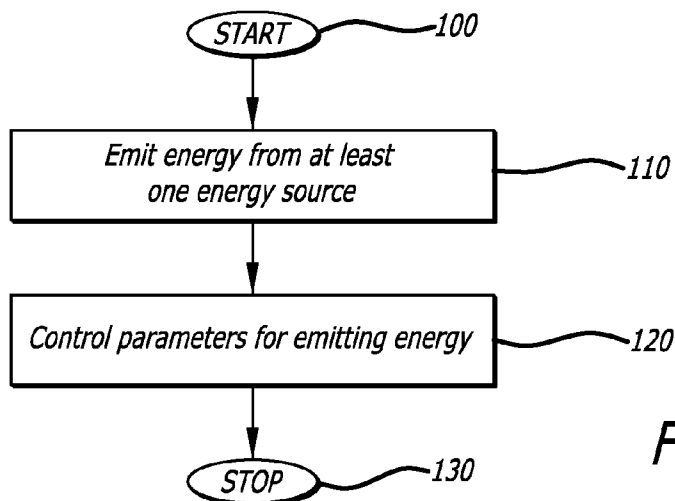 START
100
Emit energy from at least
one energy source
110
Control parameters for emitting energy
120
F
STOP
130